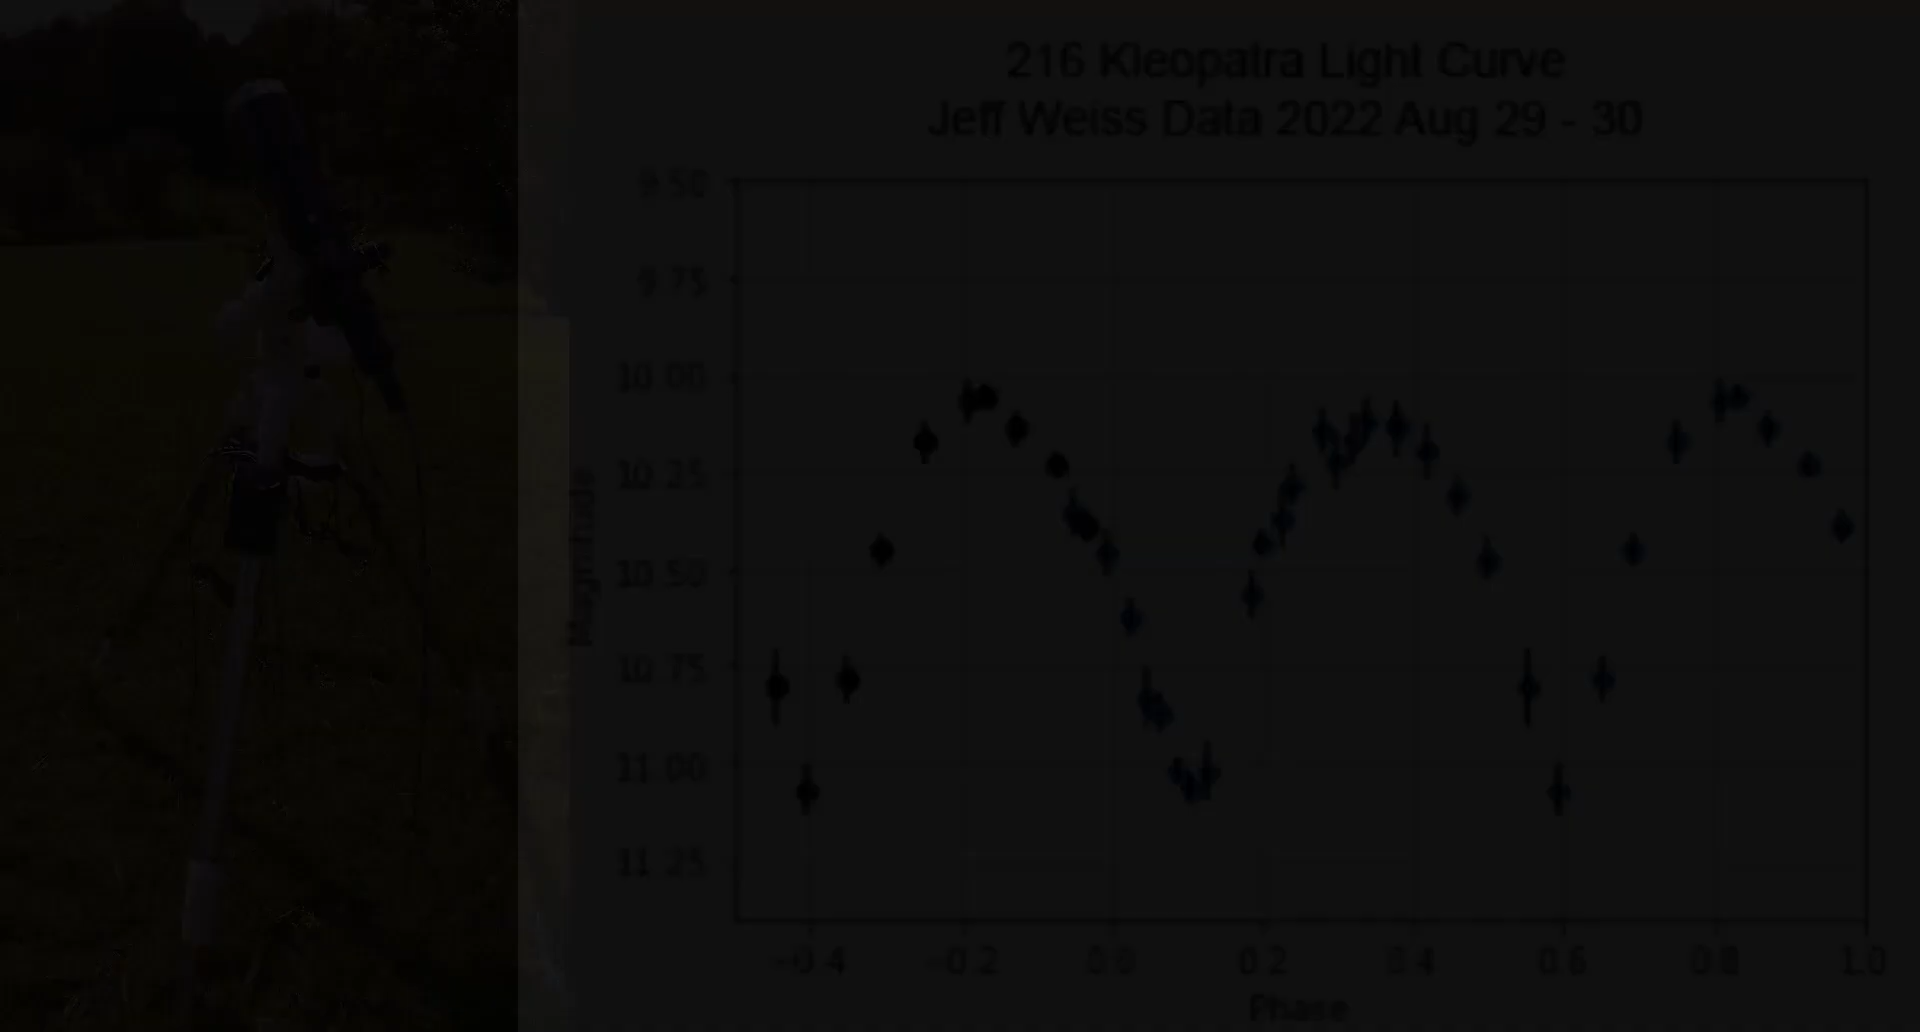 216 Kleopatra Light Curve
Jeff Weiss Data 2022 Aug 29 - 30
9.50
9.75
10.00
10.25
10.50
10.75
11.00
11.25
Magnitude
−0.4 −0.2 0.0 0.2 0.4 0.6 0.8 1.0
Phase